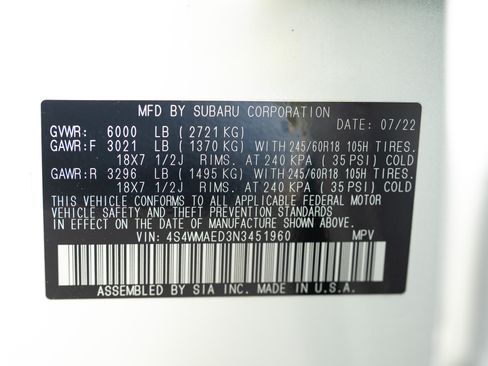 MFD BY SUBARU CORPORATION
DATE: 07/22
GVWR: 6000 LB ( 2721 KG)
GAWR:F 3021 LB ( 1370 KG) WITH 245/60R18 105H TIRES.
18X7 1/2J RIMS. AT 240 KPA ( 35 PSI) COLD
GAWR:R 3296 LB ( 1495 KG) WITH 245/60R18 105H TIRES.
18X7 1/2J RIMS. AT 240 KPA ( 35 PSI) COLD
THIS VEHICLE CONFORMS TO ALL APPLICABLE FEDERAL MOTOR
VEHICLE SAFETY AND THEFT PREVENTION STANDARDS
IN EFFECT ON THE DATE OF MANUFACTURE SHOWN ABOVE.
VIN: 4S4WMAED3N3451960 MPV
ASSEMBLED BY SIA INC. MADE IN U.S.A.